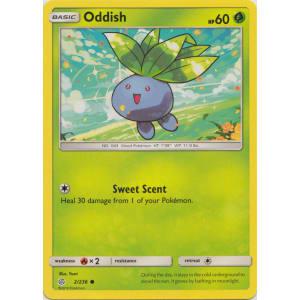 BASIC Oddish HP60
NO. 043 Weed Pokémon HT: 1'08" WT: 11.9 lbs.
Sweet Scent
Heal 30 damage from 1 of your Pokémon.
weakness ×2 resistance retreat
Illus. Yuri
2/236 ●
During the day, it stays in the cold underground
to avoid the sun. It grows by bathing in moonlight.